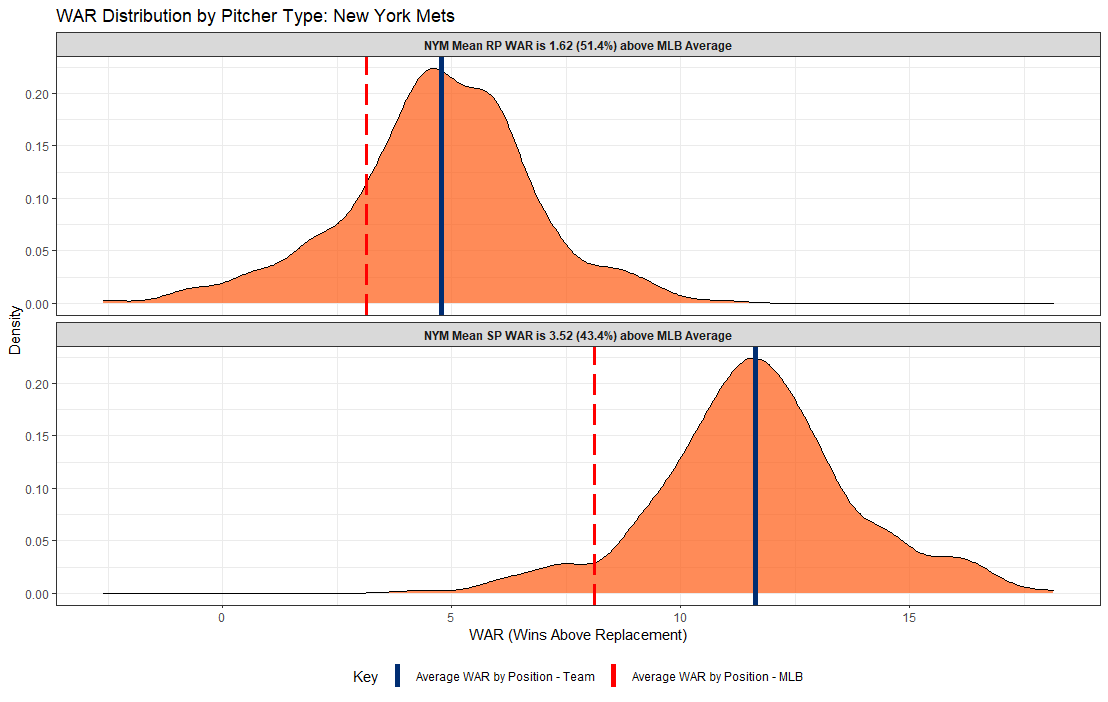 WAR Distribution by Pitcher Type: New York Mets
NYM Mean RP WAR is 1.62 (51.4%) above MLB Average
0.20
0.15
0.10
0.05
0.00
Density
NYM Mean SP WAR is 3.52 (43.4%) above MLB Average
0.20
0.15
0.10
0.05
0.00
0 5 10 15
WAR (Wins Above Replacement)
Key Average WAR by Position - Team Average WAR by Position - MLB